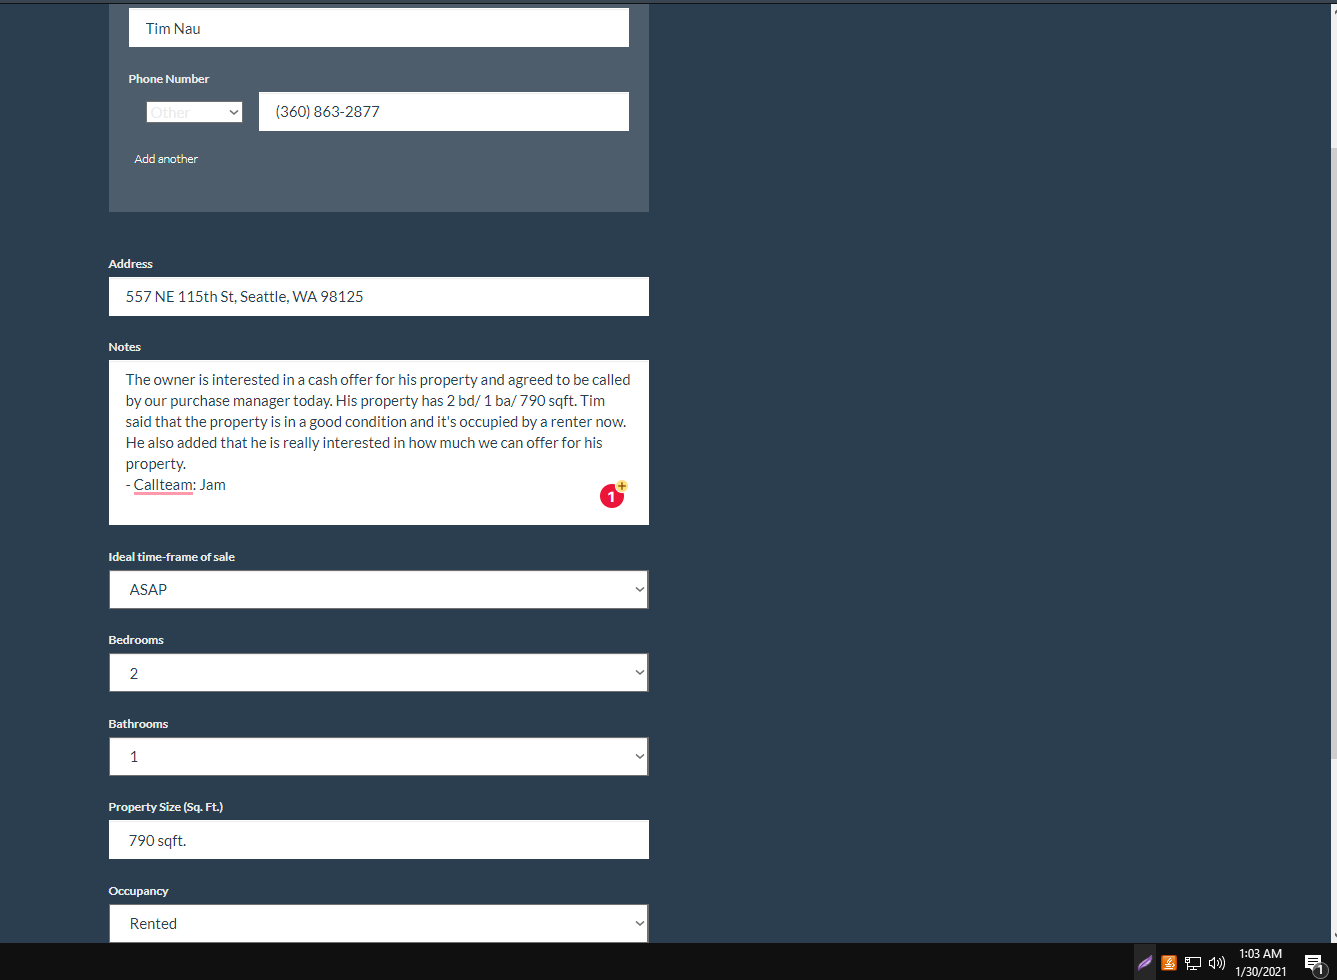 Tim Nau
Phone Number
Other
(360) 863-2877
Add another
Address
557 NE 115th St, Seattle, WA 98125
Notes
The owner is interested in a cash offer for his property and agreed to be called
by our purchase manager today. His property has 2 bd/ 1 ba/ 790 sqft. Tim
said that the property is in a good condition and it's occupied by a renter now.
He also added that he is really interested in how much we can offer for his
property.
- Callteam: Jam
1
Ideal time-frame of sale
ASAP
Bedrooms
2
Bathrooms
1
Property Size (Sq. Ft.)
790 sqft.
Occupancy
Rented
1:03 AM
1/30/2021
1